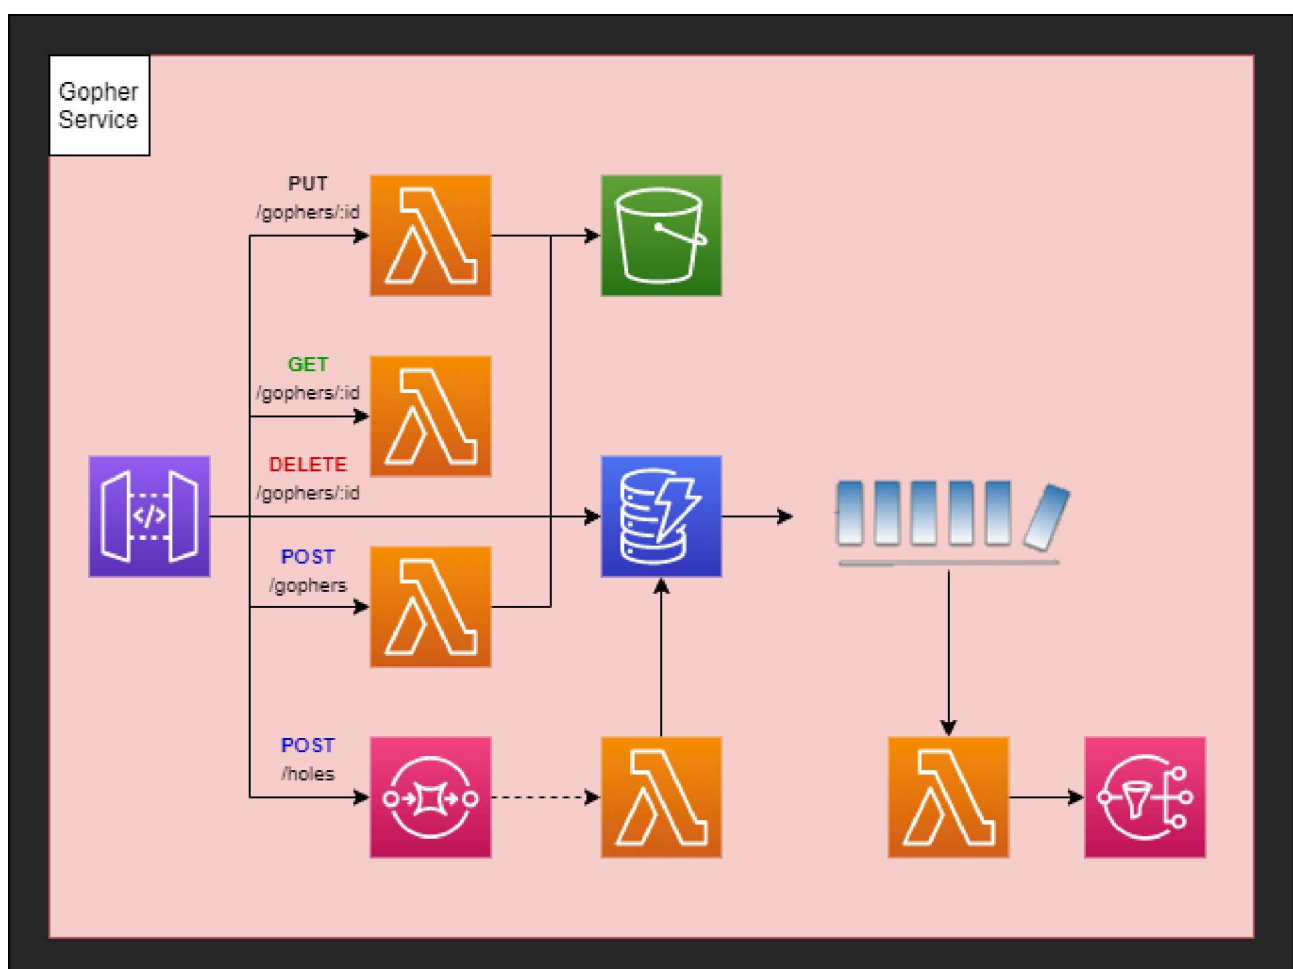 Gopher
Service
PUT
/gophers/:id
GET
/gophers/:id
DELETE
/gophers/:id
</>
POST
/gophers
POST
/holes